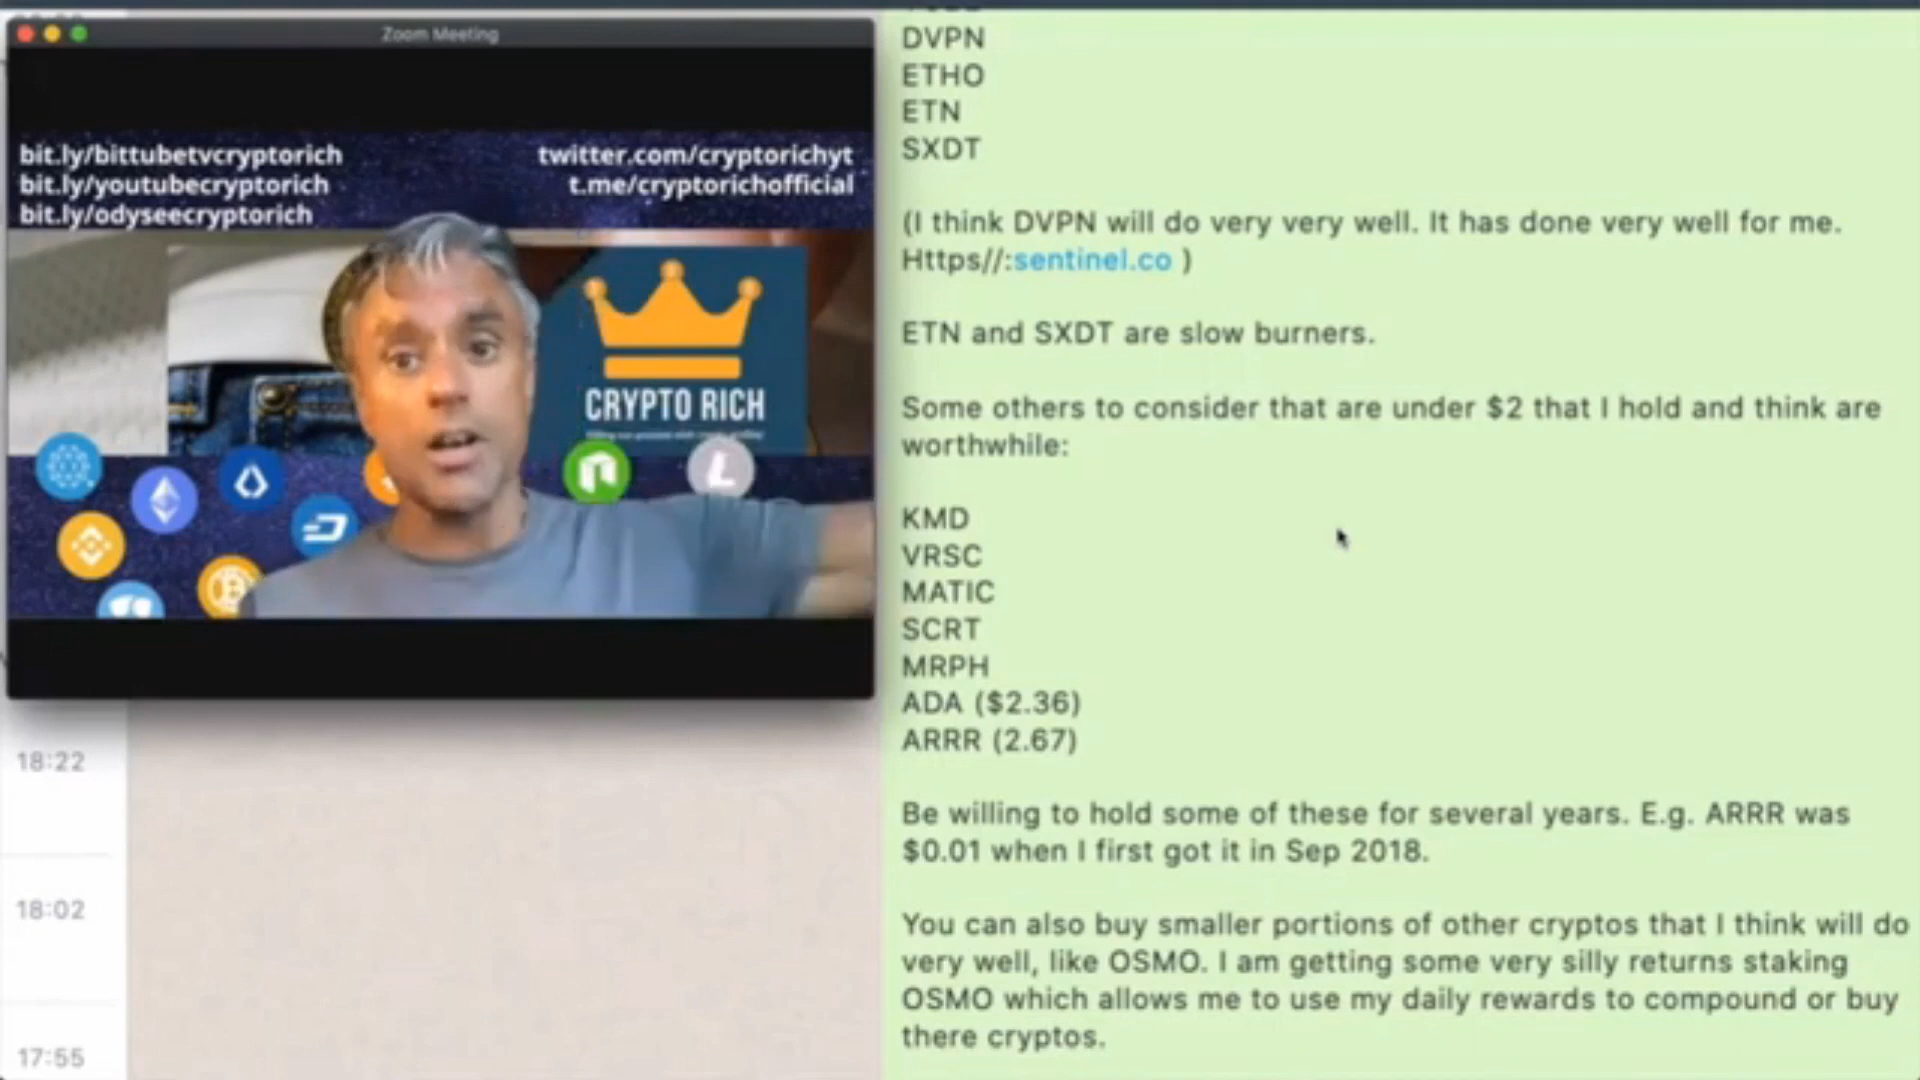 Zoom Meeting
bit.ly/bittubetvcryptorich
bit.ly/youtubecryptorich
bit.ly/odyseecryptorich
twitter.com/cryptorichyt
t.me/cryptorichofficial
CRYPTO RICH
18:22
18:02
17:55
DVPN
ETHO
ETN
SXDT
(I think DVPN will do very very well. It has done very well for me.
Https//:sentinel.co )
ETN and SXDT are slow burners.
Some others to consider that are under $2 that I hold and think are
worthwhile:
KMD
VRSC
MATIC
SCRT
MRPH
ADA ($2.36)
ARRR (2.67)
Be willing to hold some of these for several years. E.g. ARRR was
$0.01 when I first got it in Sep 2018.
You can also buy smaller portions of other cryptos that I think will do
very well, like OSMO. I am getting some very silly returns staking
OSMO which allows me to use my daily rewards to compound or buy
there cryptos.